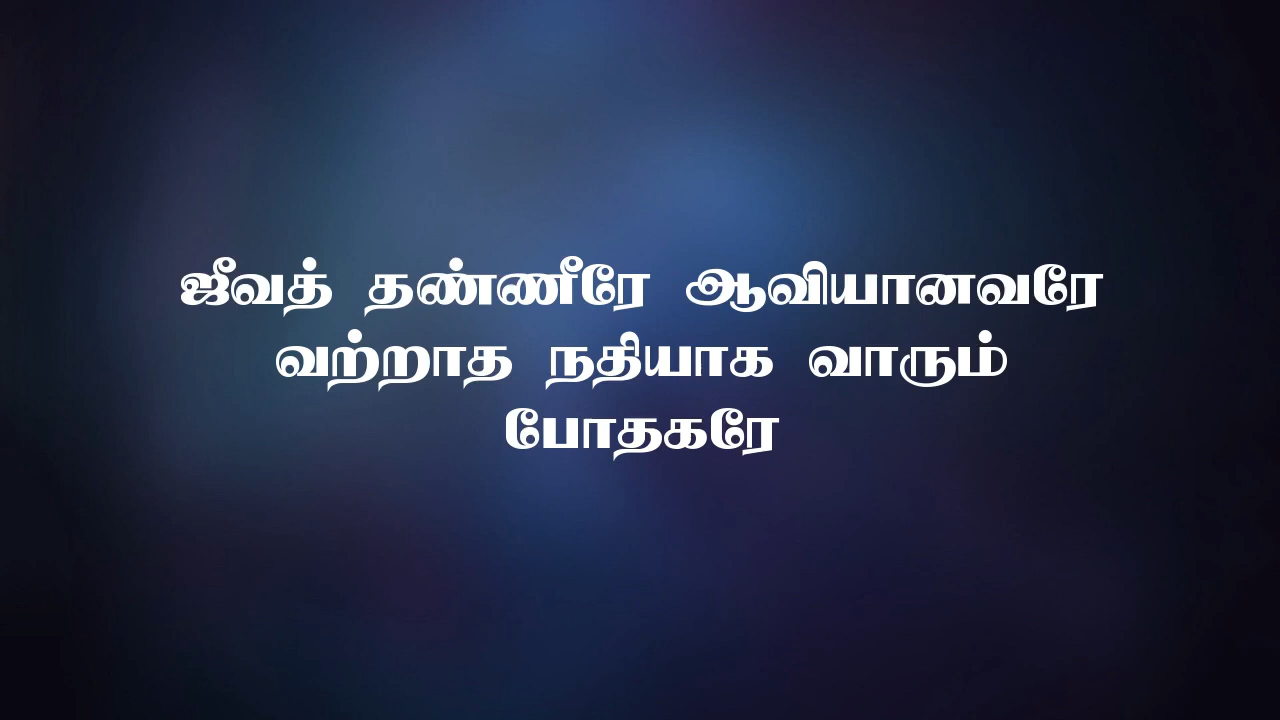 ஜீவத் தண்ணீரே ஆவியானவரே
வற்றாத நதியாக வாரும்
போதகரே